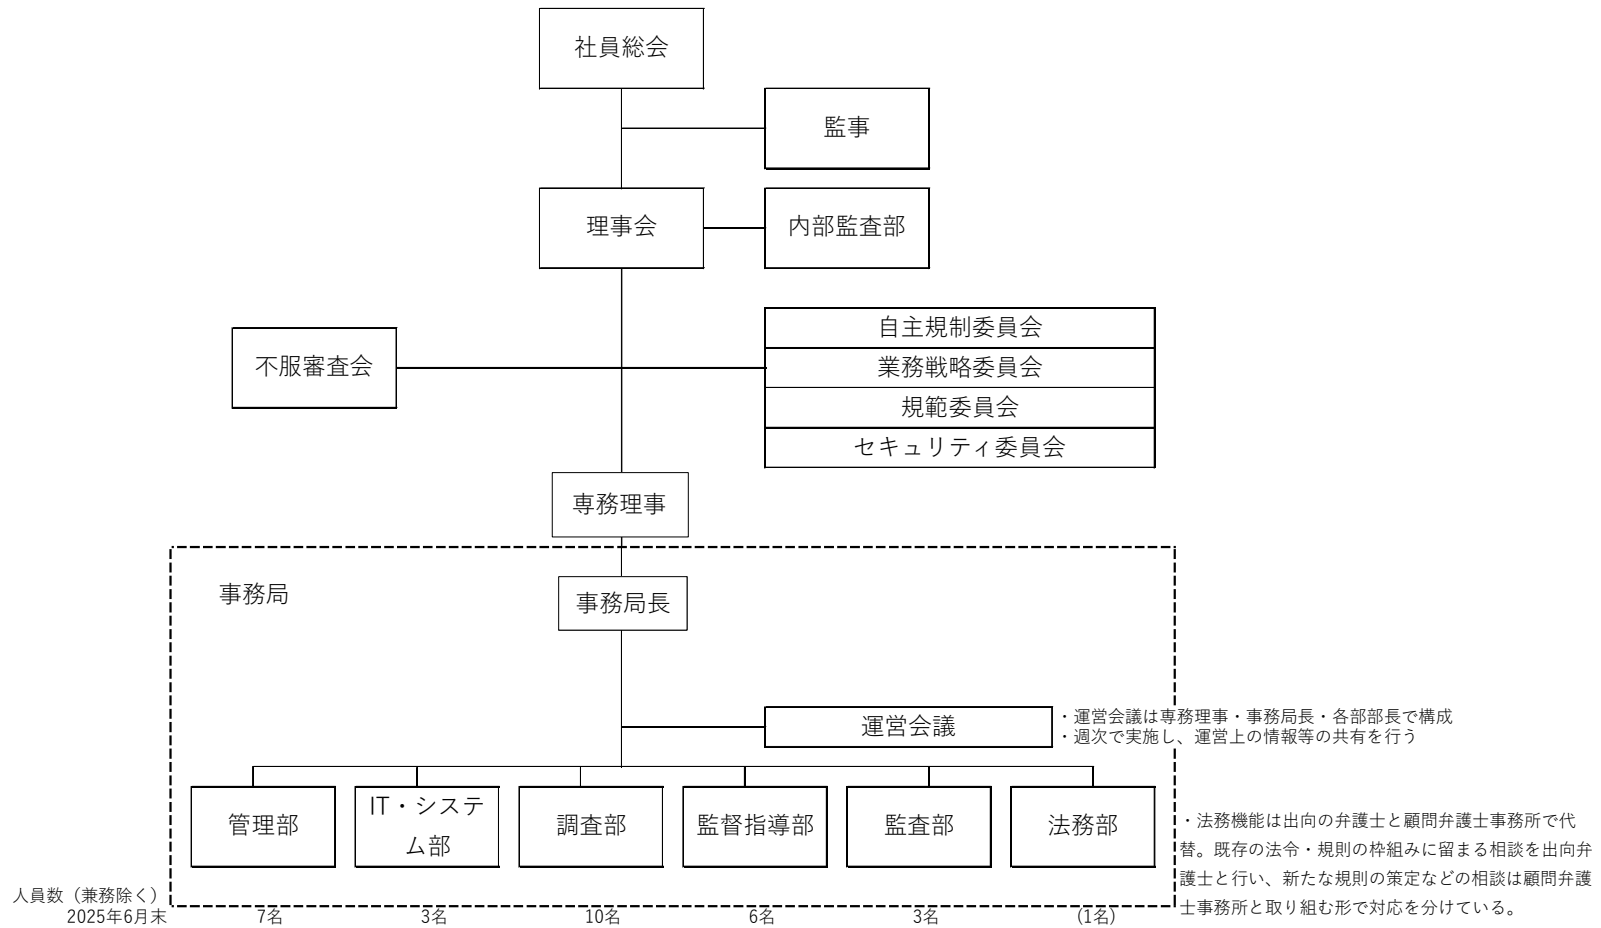 社員総会
監事
理事会
内部監査部
自主規制委員会
不服審査会
業務戦略委員会
規範委員会
セキュリティ委員会
専務理事
事務局
事務局長
運営会議
・運営会議は専務理事・事務局長・各部部長で構成
・週次で実施し、運営上の情報等の共有を行う
管理部
IT・システ
ム部
調査部
監督指導部
監査部
法務部
・法務機能は出向の弁護士と顧問弁護士事務所で代
替。既存の法令・規則の枠組みに留まる相談を出向弁
護士と行い、新たな規則の策定などの相談は顧問弁護
士事務所と取り組む形で対応を分けている。
人員数（兼務除く）
2025年6月末
7名
3名
10名
6名
3名
(1名)